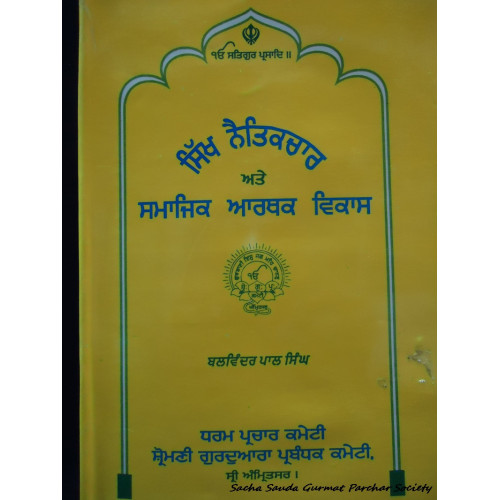 ੴ ਸਤਿਗੁਰ ਪ੍ਰਸਾਦਿ ॥
ਸਿੱਖ ਨੈਤਿਕਚਾਰ
ਅਤੇ
ਸਮਾਜਿਕ ਆਰਥਕ ਵਿਕਾਸ
ੴ
ਬਲਵਿੰਦਰ ਪਾਲ ਸਿੰਘ
ਧਰਮ ਪ੍ਰਚਾਰ ਕਮੇਟੀ
ਸ਼੍ਰੋਮਣੀ ਗੁਰਦੁਆਰਾ ਪ੍ਰਬੰਧਕ ਕਮੇਟੀ,
ਸ੍ਰੀ ਅੰਮ੍ਰਿਤਸਰ ।
Sacha Sauda Gurmat Parchar Society